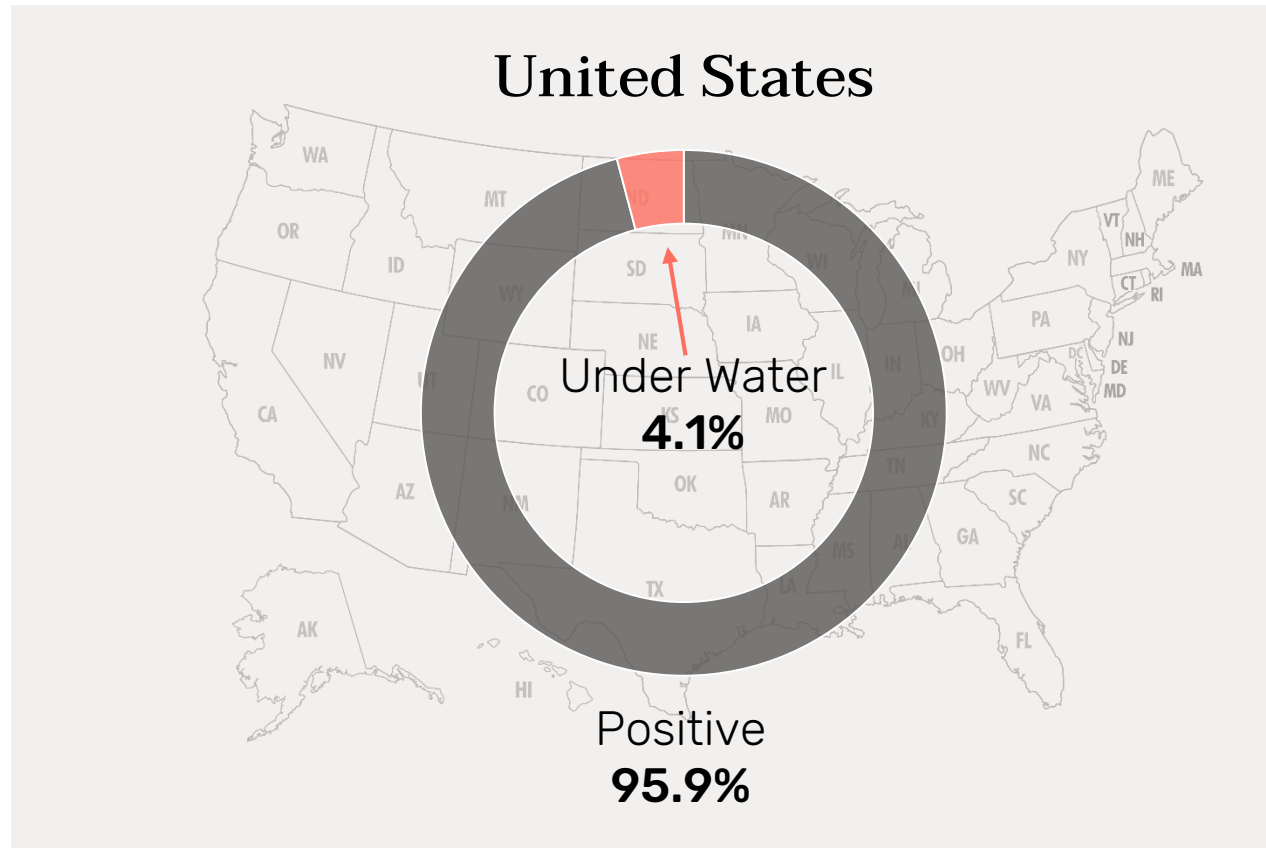 United States
WA
MT
ND
MN
ME
VT
NH
OR
ID
SD
WI
NY
MA
WY
MI
CT
RI
IA
PA
NE
NJ
NV
UT
CO
Under Water
IL
IN
OH
DC
DE
MD
WV
VA
CA
KS
MO
KY
4.1%
NC
AZ
NM
OK
AR
TN
SC
MS
AL
GA
TX
LA
AK
FL
HI
Positive
95.9%